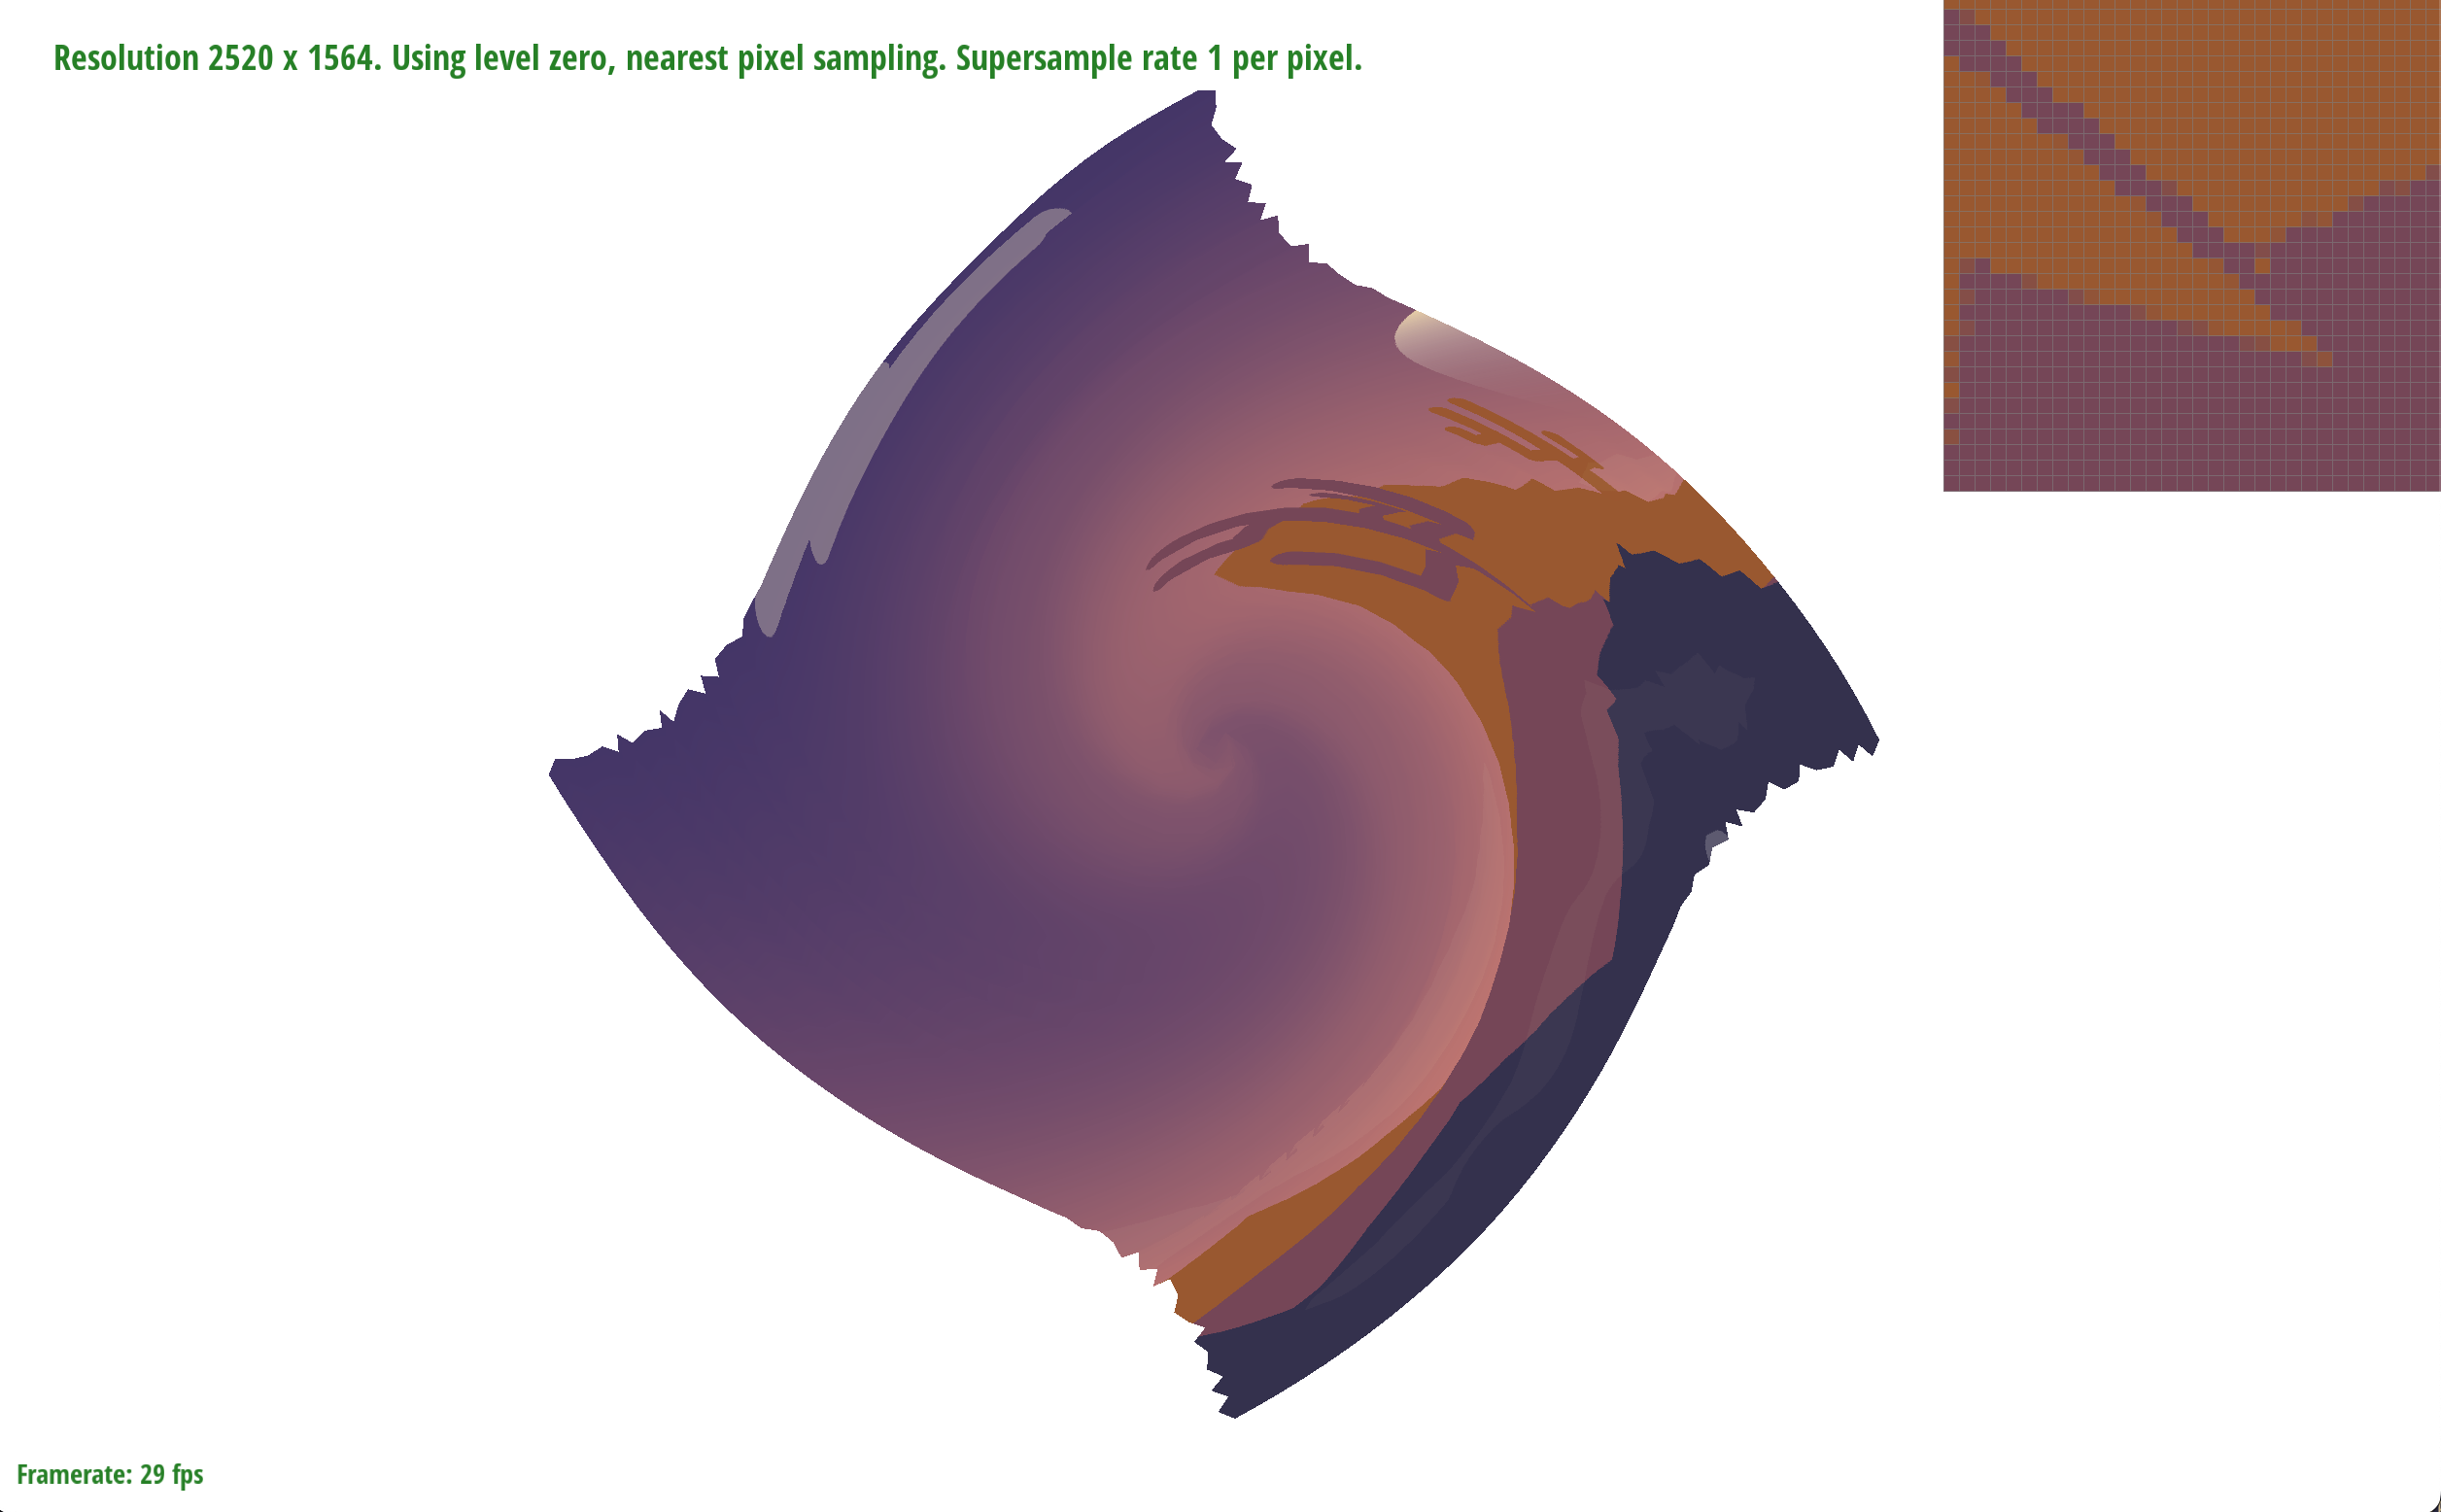 Resolution 2520 x 1564. Using level zero, nearest pixel sampling. Supersample rate 1 per pixel.
Framerate: 29 fps